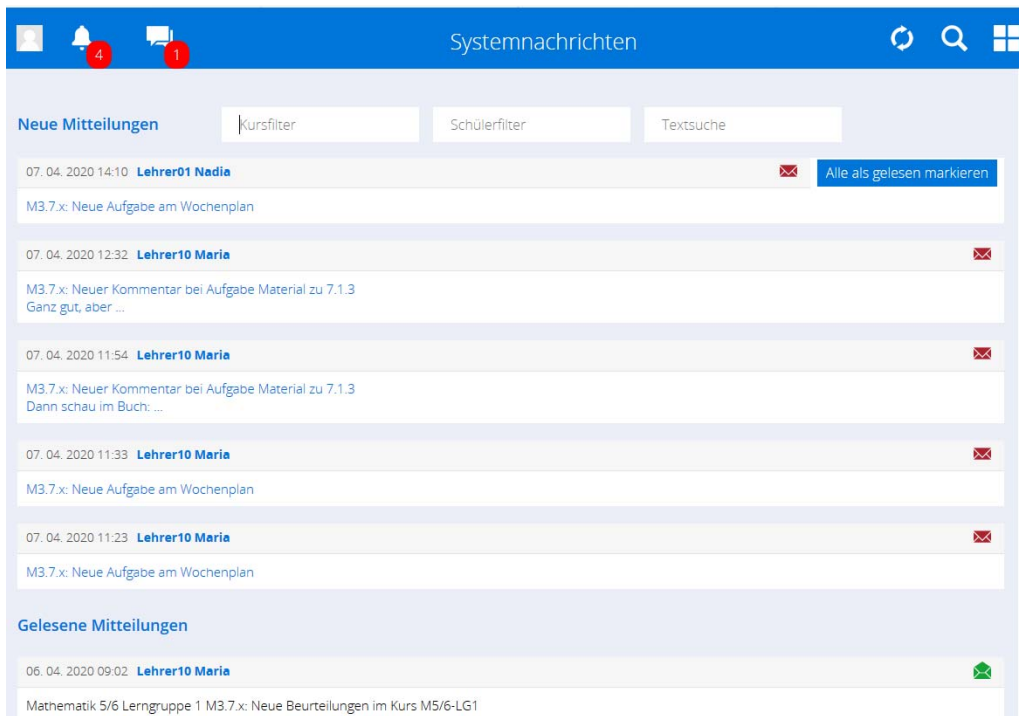 4
1
Systemnachrichten
Neue Mitteilungen
Kursfilter
Schülerfilter
Textsuche
07. 04. 2020 14:10 Lehrer01 Nadia
Alle als gelesen markieren
M3.7.x: Neue Aufgabe am Wochenplan
07. 04. 2020 12:32 Lehrer10 Maria
M3.7.x: Neuer Kommentar bei Aufgabe Material zu 7.1.3
Ganz gut, aber ...
07. 04. 2020 11:54 Lehrer10 Maria
M3.7.x: Neuer Kommentar bei Aufgabe Material zu 7.1.3
Dann schau im Buch: ...
07. 04. 2020 11:33 Lehrer10 Maria
M3.7.x: Neue Aufgabe am Wochenplan
07. 04. 2020 11:23 Lehrer10 Maria
M3.7.x: Neue Aufgabe am Wochenplan
Gelesene Mitteilungen
06. 04. 2020 09:02 Lehrer10 Maria
Mathematik 5/6 Lerngruppe 1 M3.7.x: Neue Beurteilungen im Kurs M5/6-LG1